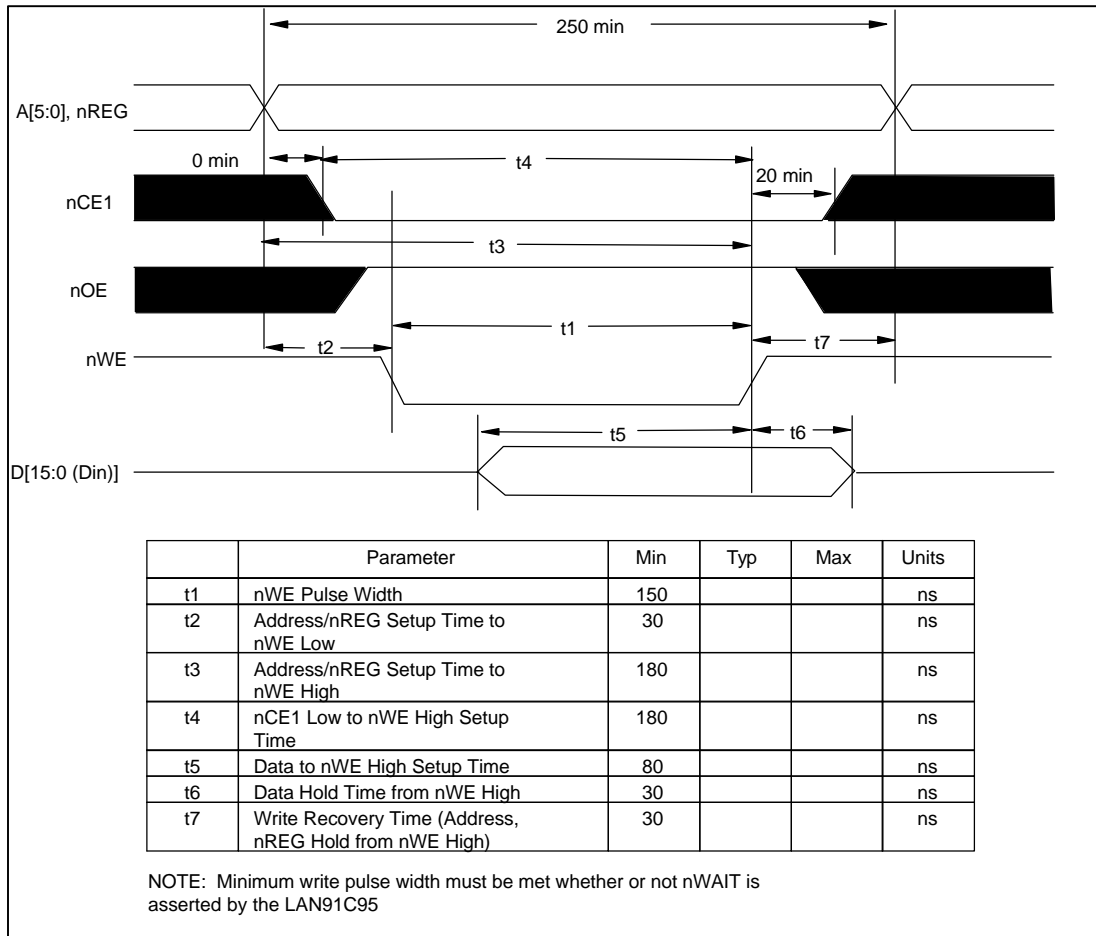 250 min
A[5:0], nREG
0 min
t4
20 min
nCE1
t3
nOE
t1
t2
t7
nWE
t5
t6
D[15:0 (Din)]
Parameter Min Typ Max Units
t1 nWE Pulse Width 150 ns
t2 Address/nREG Setup Time to 30 ns
nWE Low
t3 Address/nREG Setup Time to 180 ns
nWE High
t4 nCE1 Low to nWE High Setup 180 ns
Time
t5 Data to nWE High Setup Time 80 ns
t6 Data Hold Time from nWE High 30 ns
t7 Write Recovery Time (Address, 30 ns
nREG Hold from nWE High)
NOTE: Minimum write pulse width must be met whether or not nWAIT is
asserted by the LAN91C95